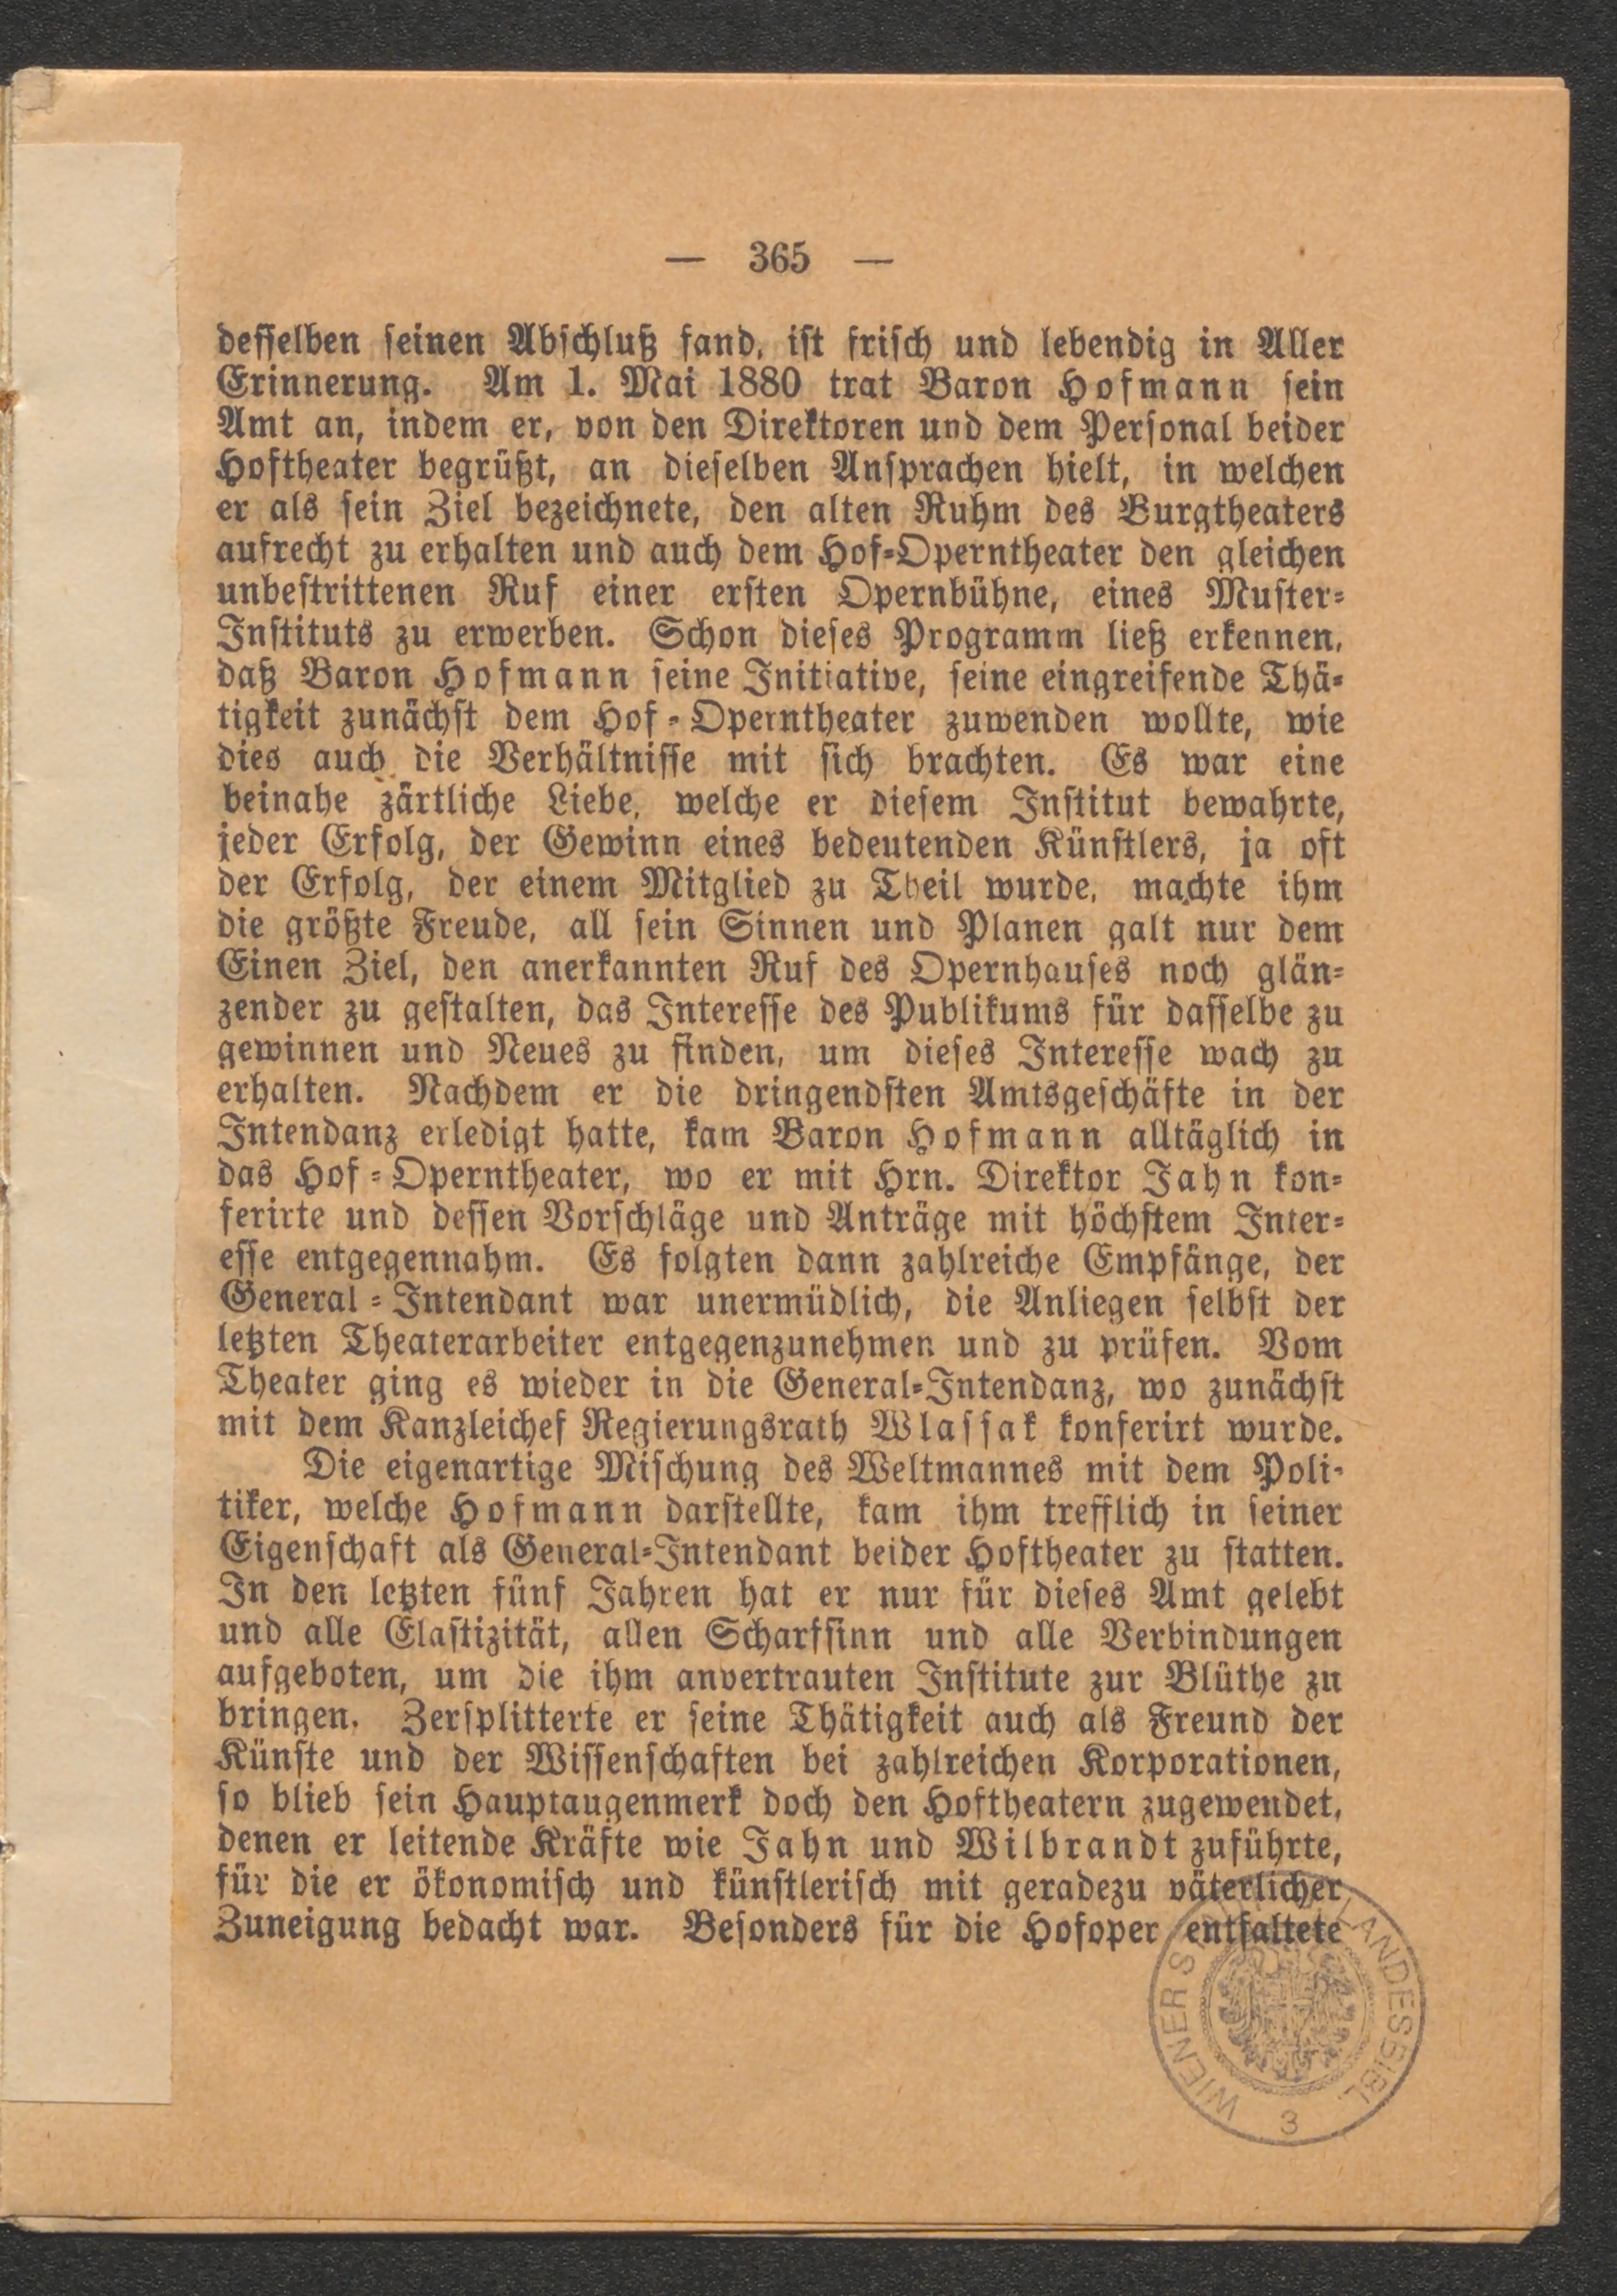 — 365 —
desselben seinen Abschluß fand, ist frisch und lebendig in Aller
Erinnerung. Am 1. Mai 1880 trat Baron Hofmann sein
Amt an, indem er, von den Direktoren und dem Personal beider
Hoftheater begrüßt, an dieselben Ansprachen hielt, in welchen
er als sein Ziel bezeichnete, den alten Ruhm des Burgtheaters
aufrecht zu erhalten und auch dem Hof-Operntheater den gleichen
unbestrittenen Ruf einer ersten Opernbühne, eines Muster-
Instituts zu erwerben. Schon dieses Programm ließ erkennen,
daß Baron Hofmann seine Initiative, seine eingreifende Thä-
tigkeit zunächst dem Hof-Operntheater zuwenden wollte, wie
dies auch die Verhältnisse mit sich brachten. Es war eine
beinahe zärtliche Liebe, welche er diesem Institut bewahrte,
jeder Erfolg, der Gewinn eines bedeutenden Künstlers, ja oft
der Erfolg, der einem Mitglied zu Theil wurde, machte ihm
die größte Freude, all sein Sinnen und Planen galt nur dem
Einen Ziel, den anerkannten Ruf des Opernhauses noch glän-
zender zu gestalten, das Interesse des Publikums für dasselbe zu
gewinnen und Neues zu finden, um dieses Interesse wach zu
erhalten. Nachdem er die dringendsten Amtsgeschäfte in der
Intendanz erledigt hatte, kam Baron Hofmann alltäglich in
das Hof-Operntheater, wo er mit Hrn. Direktor Jahn kon-
ferirte und dessen Vorschläge und Anträge mit höchstem Inter-
esse entgegennahm. Es folgten dann zahlreiche Empfänge, der
General-Intendant war unermüdlich, die Anliegen selbst der
letzten Theaterarbeiter entgegenzunehmen und zu prüfen. Vom
Theater ging es wieder in die General-Intendanz, wo zunächst
mit dem Kanzleichef Regierungsrath Wlassak konferirt wurde.
Die eigenartige Mischung des Weltmannes mit dem Poli-
tiker, welche Hofmann darstellte, kam ihm trefflich in seiner
Eigenschaft als General-Intendant beider Hoftheater zu statten.
In den letzten fünf Jahren hat er nur für dieses Amt gelebt
und alle Elastizität, allen Scharfsinn und alle Verbindungen
aufgeboten, um die ihm anvertrauten Institute zur Blüthe zu
bringen. Zersplitterte er seine Thätigkeit auch als Freund der
Künste und der Wissenschaften bei zahlreichen Korporationen,
so blieb sein Hauptaugenmerk doch den Hoftheatern zugewendet,
denen er leitende Kräfte wie Jahn und Wilbrandt zuführte,
für die er ökonomisch und künstlerisch mit geradezu väterlicher
Zuneigung bedacht war. Besonders für die Hofoper entfaltete
WIENER LANDESBIBL.
3